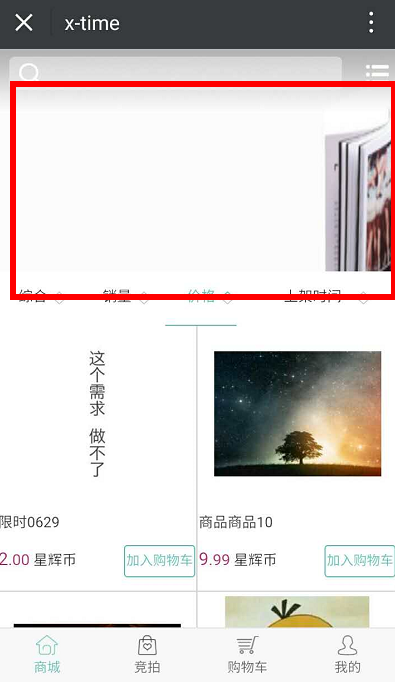 x-time
综合 销量 价格 上架时间
这个需求 做不了
限时0629
商品商品10
2.00 星辉币 加入购物车
9.99 星辉币 加入购物车
商城 竞拍 购物车 我的